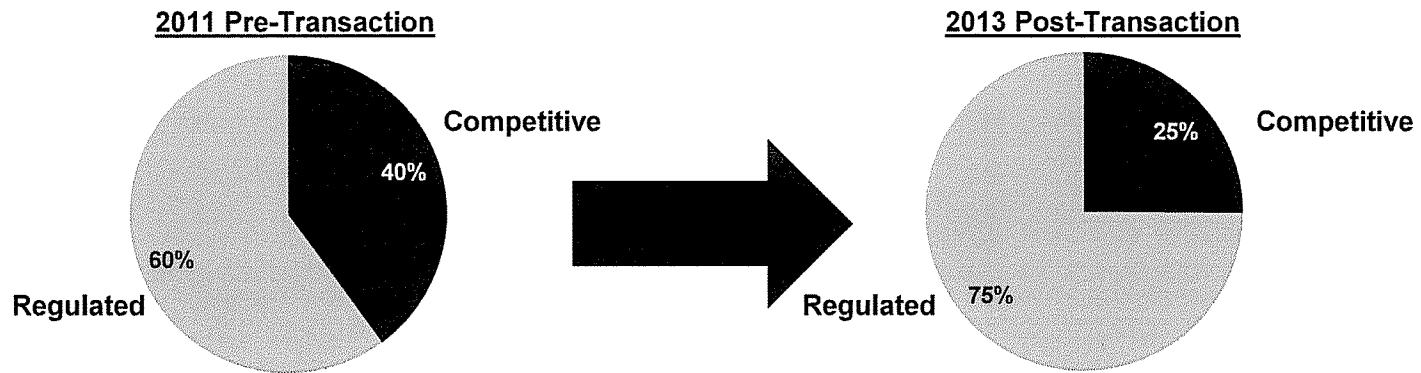 2011 Pre-Transaction
Competitive
40%
60%
Regulated
2013 Post-Transaction
25%
Competitive
Regulated
75%